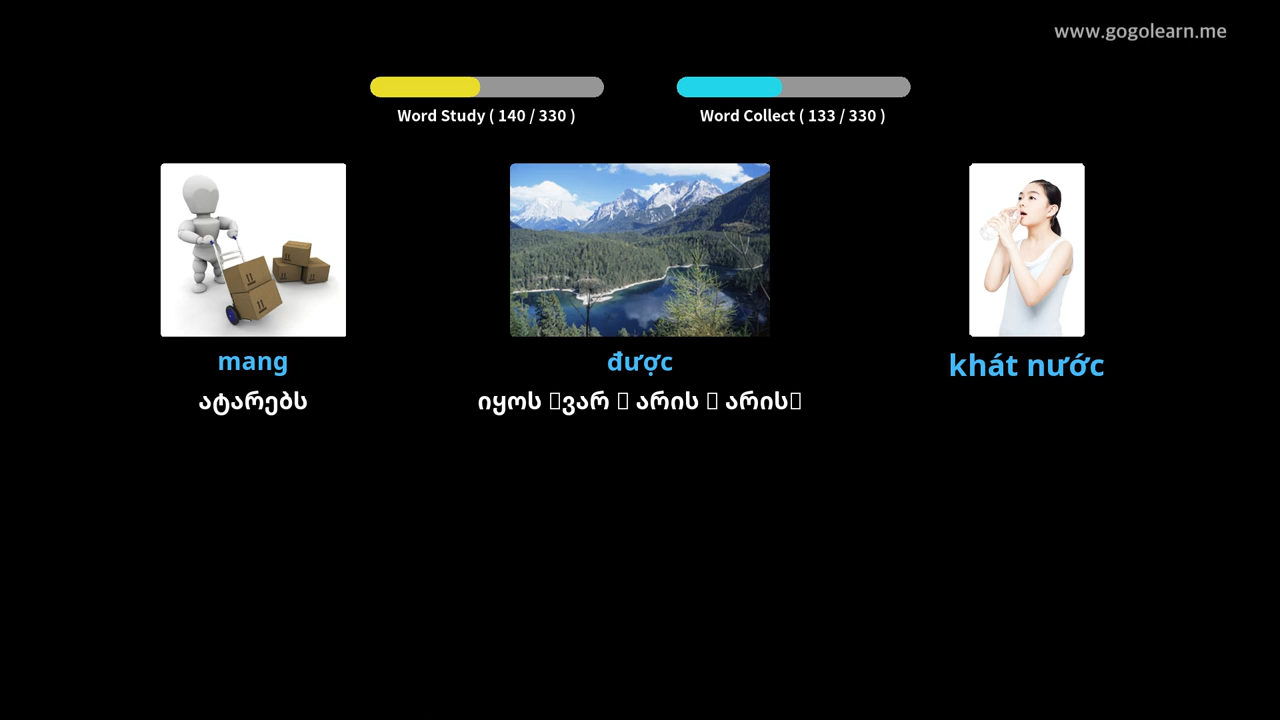 www.gogolearn.me
Word Study ( 140 / 330 )
Word Collect ( 133 / 330 )
mang
được
khát nước
ატარებს
იყოს ვარ არის არის